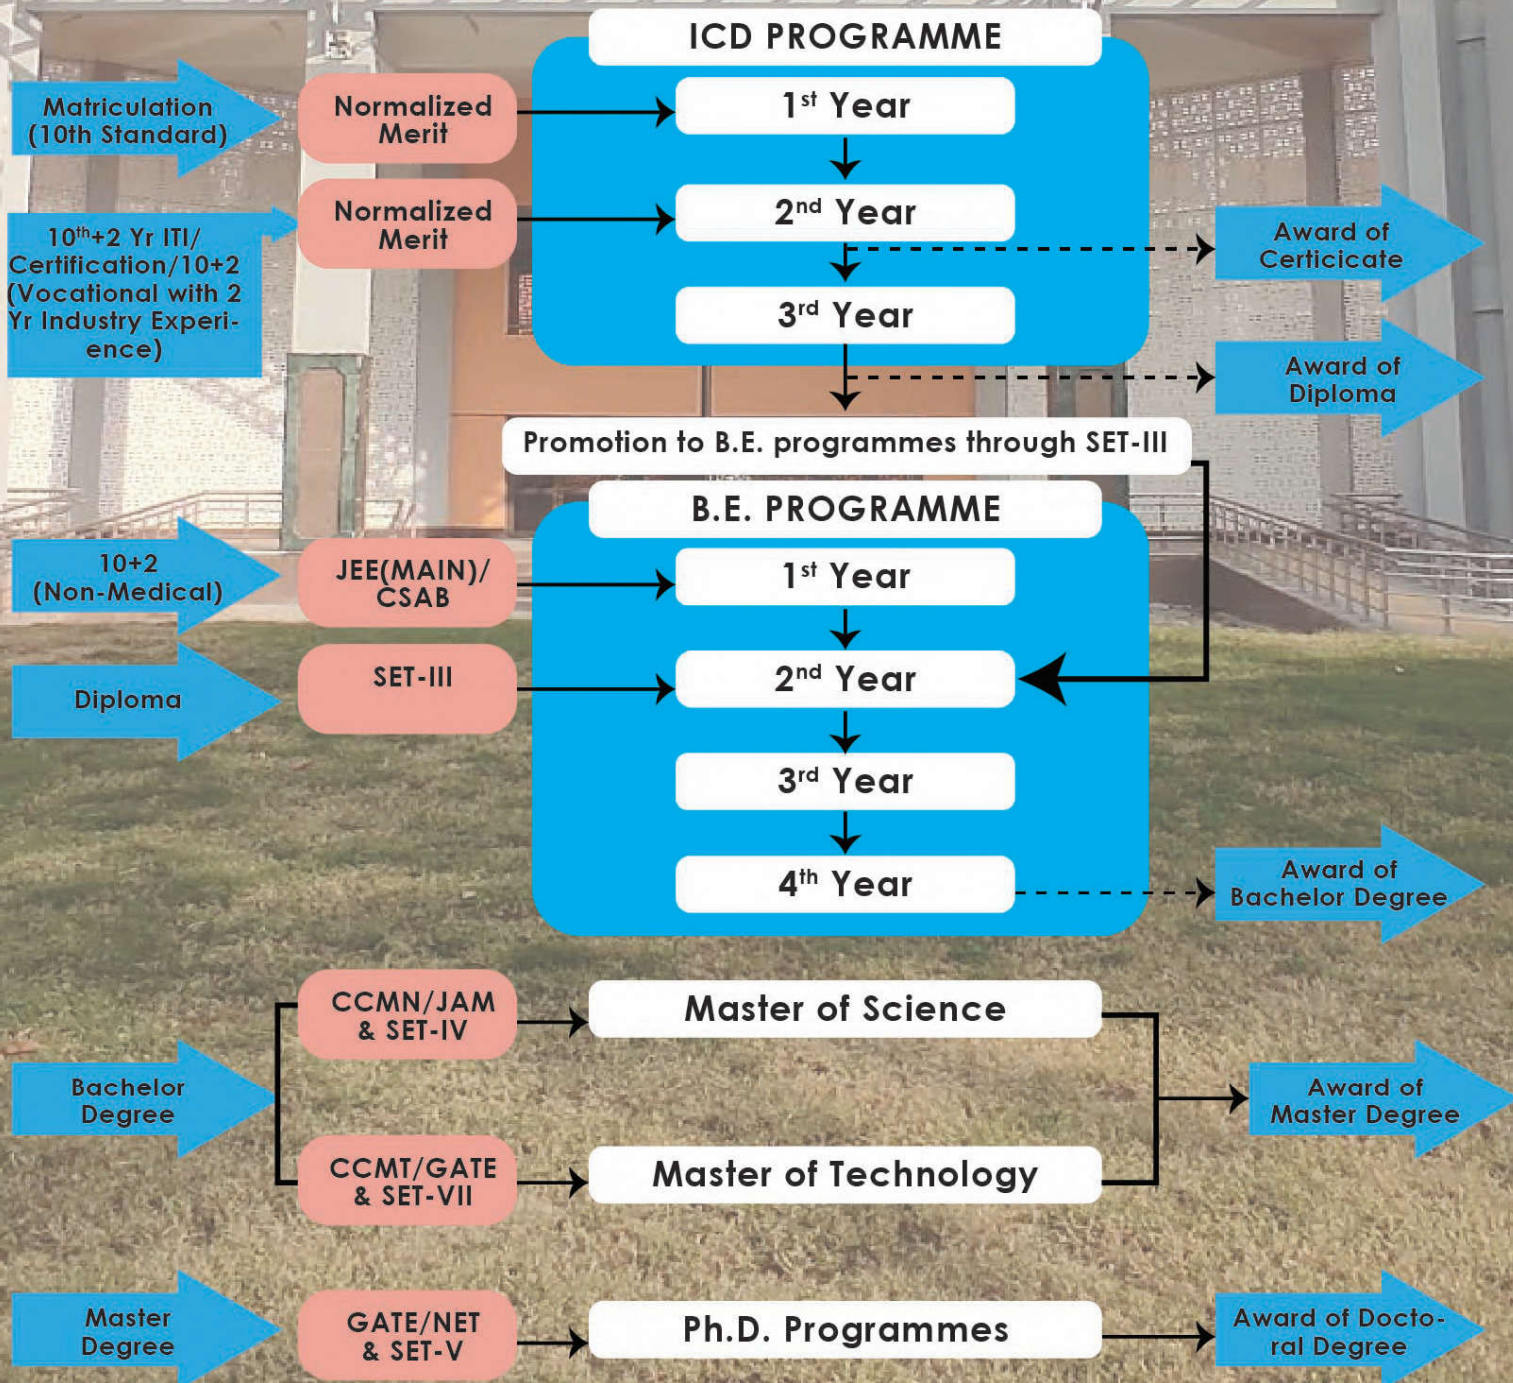 ICD PROGRAMME
Matriculation
(10th Standard)
Normalized
Merit
1st Year
10th+2 Yr ITI/
Certification/10+2
(Vocational with 2
Yr Industry Experi-
ence)
Normalized
Merit
2nd Year
Award of
Certicicate
3rd Year
Award of
Diploma
Promotion to B.E. programmes through SET-III
B.E. PROGRAMME
10+2
(Non-Medical)
JEE(MAIN)/
CSAB
1st Year
Diploma
SET-III
2nd Year
3rd Year
4th Year
Award of
Bachelor Degree
Bachelor
Degree
CCMN/JAM
& SET-IV
Master of Science
CCMT/GATE
& SET-VII
Master of Technology
Award of
Master Degree
Master
Degree
GATE/NET
& SET-V
Ph.D. Programmes
Award of Docto-
ral Degree